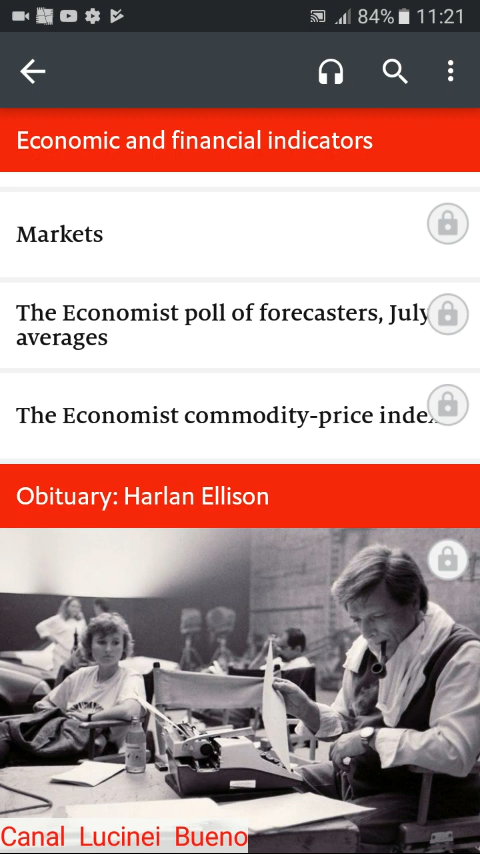 84% 11:21
Economic and financial indicators
Markets
The Economist poll of forecasters, July
averages
The Economist commodity-price index
Obituary: Harlan Ellison
Canal Lucinei Bueno